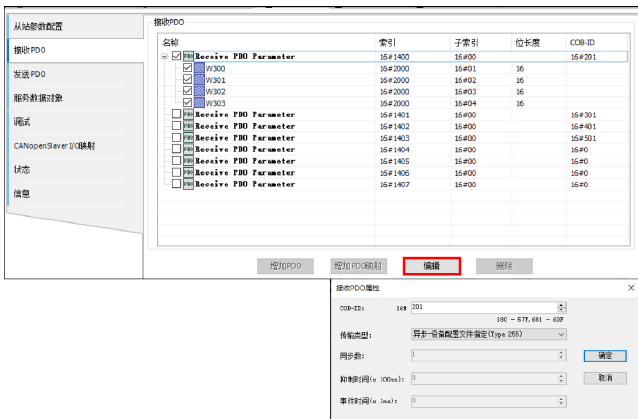 从站参数配置
接收PDO
发送PDO
服务数据对象
调试
CANopenSlaver I/O映射
状态
信息
接收PDO
名称 索引 子索引 位长度 COB-ID
PDO Receive PDO Parameter 16#1400 16#00 16#201
W300 16#2000 16#01 16
W301 16#2000 16#02 16
W302 16#2000 16#03 16
W303 16#2000 16#04 16
PDO Receive PDO Parameter 16#1401 16#00 16#301
PDO Receive PDO Parameter 16#1402 16#00 16#401
PDO Receive PDO Parameter 16#1403 16#00 16#501
PDO Receive PDO Parameter 16#1404 16#00 16#0
PDO Receive PDO Parameter 16#1405 16#00 16#0
PDO Receive PDO Parameter 16#1406 16#00 16#0
PDO Receive PDO Parameter 16#1407 16#00 16#0
增加PDO 增加PDO映射 编辑 删除
接收PDO属性 ×
COB-ID: 16# 201
180 - 57F,681 - 6DF
传输类型: 异步-设备配置文件指定(Type 255)
同步数: 1 确定
抑制时间(x 100us): 0 取消
事件时间(x 1ms): 0